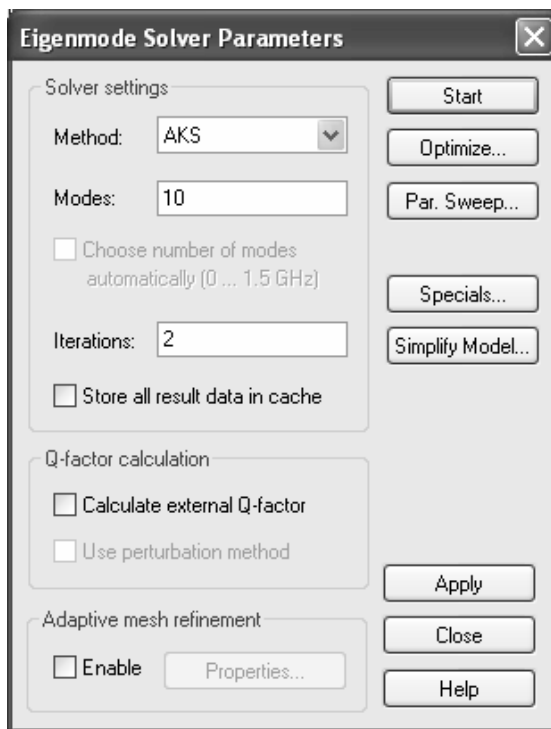 Eigenmode Solver Parameters
Solver settings
Method: AKS
Modes: 10
Choose number of modes
automatically (0 ... 1.5 GHz)
Iterations: 2
Store all result data in cache
Q-factor calculation
Calculate external Q-factor
Use perturbation method
Adaptive mesh refinement
Enable Properties...
Start
Optimize...
Par. Sweep...
Specials...
Simplify Model...
Apply
Close
Help